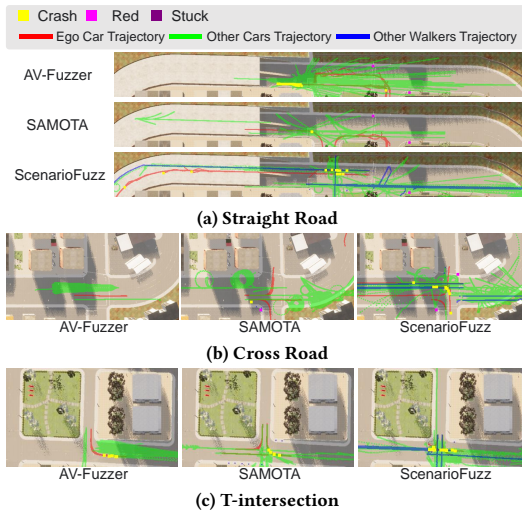 Crash Red Stuck
Ego Car Trajectory Other Cars Trajectory Other Walkers Trajectory
AV-Fuzzer
SAMOTA
ScenarioFuzz
(a) Straight Road
AV-Fuzzer SAMOTA ScenarioFuzz
(b) Cross Road
AV-Fuzzer SAMOTA ScenarioFuzz
(c) T-intersection